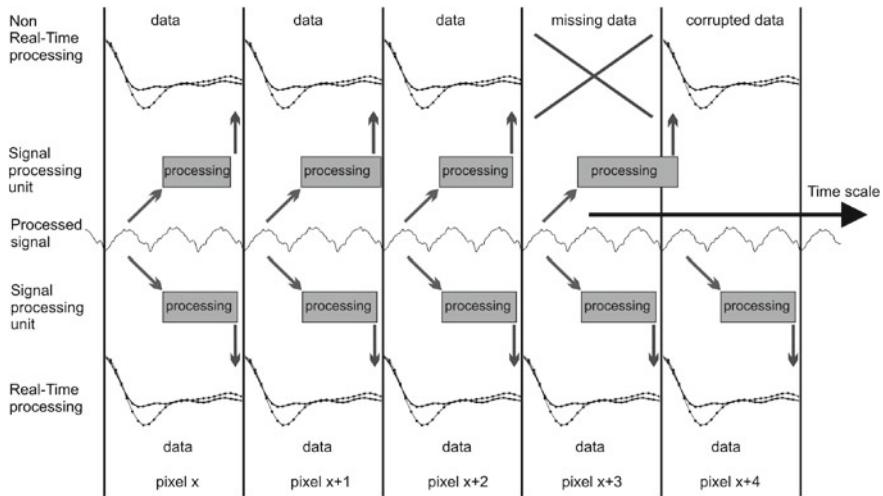 Non
Real-Time
processing
data
data
data
missing data
corrupted data
Signal
processing
unit
processing
processing
processing
processing
Time scale
Processed
signal
Signal
processing
unit
processing
processing
processing
processing
processing
Real-Time
processing
data
data
data
data
data
pixel x
pixel x+1
pixel x+2
pixel x+3
pixel x+4